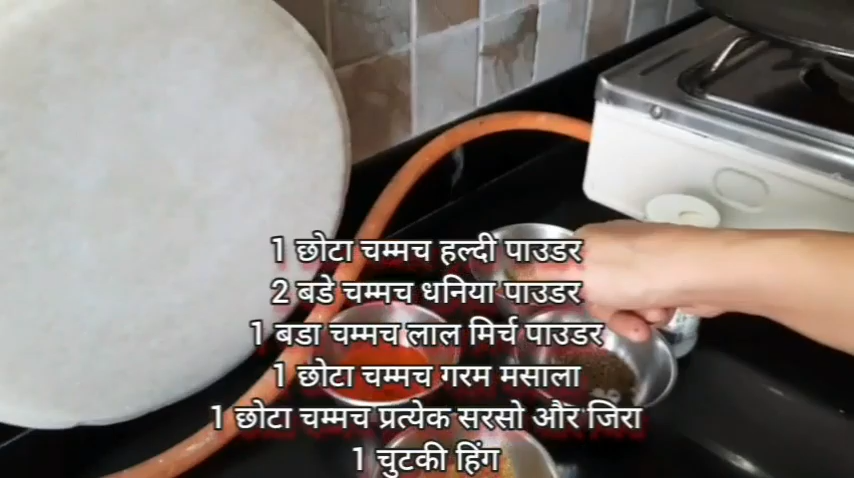 1 छोटा चम्मच हल्दी पाउडर
2 बडे चम्मच धनिया पाउडर
1 बडा चम्मच लाल मिर्च पाउडर
1 छोटा चम्मच गरम मसाला
1 छोटा चम्मच प्रत्येक सरसो और जिरा
1 चुटकी हिंग